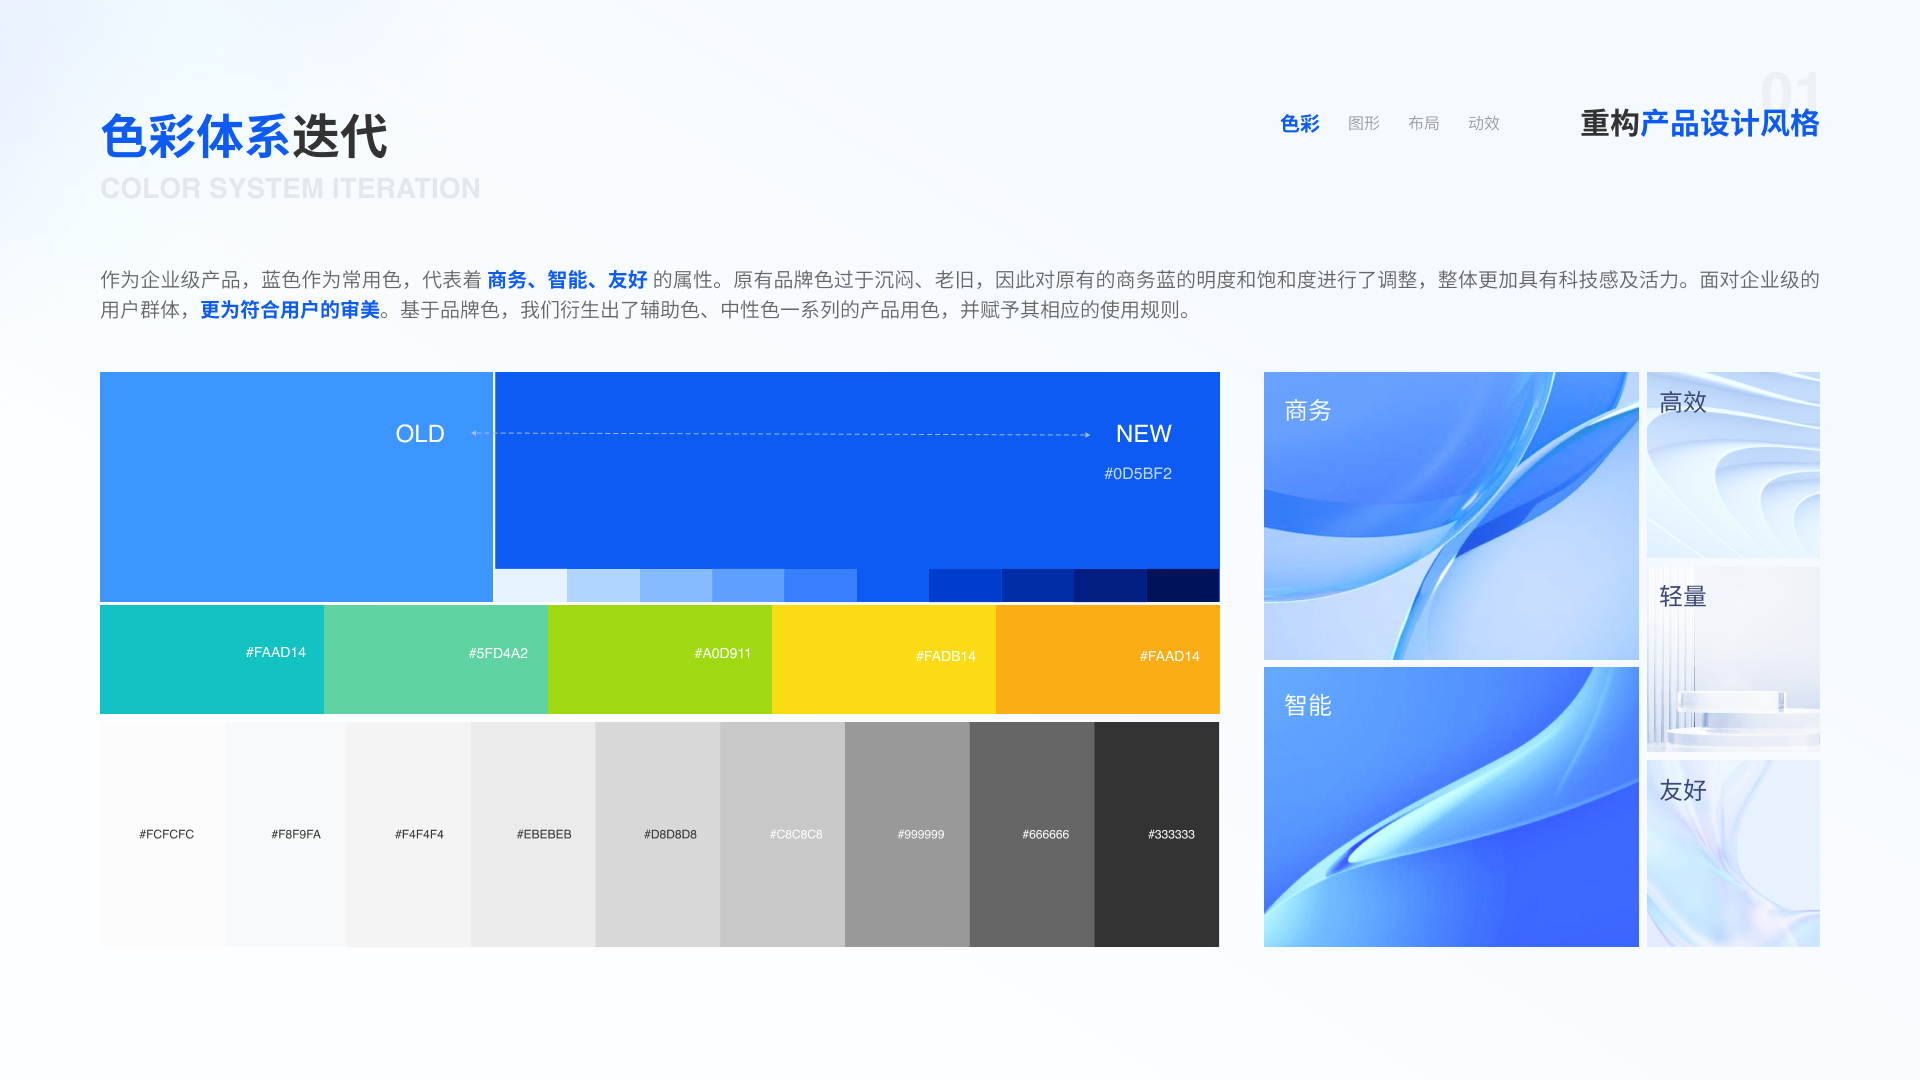 01
色彩体系迭代
色彩 图形 布局 动效
重构产品设计风格
COLOR SYSTEM ITERATION
作为企业级产品，蓝色作为常用色，代表着 商务、智能、友好 的属性。原有品牌色过于沉闷、老旧，因此对原有的商务蓝的明度和饱和度进行了调整，整体更加具有科技感及活力。面对企业级的
用户群体，更为符合用户的审美。基于品牌色，我们衍生出了辅助色、中性色一系列的产品用色，并赋予其相应的使用规则。
OLD
NEW
#0D5BF2
#FAAD14
#5FD4A2
#A0D911
#FADB14
#FAAD14
#FCFCFC
#F8F9FA
#F4F4F4
#EBEBEB
#D8D8D8
#C8C8C8
#999999
#666666
#333333
商务
智能
高效
轻量
友好